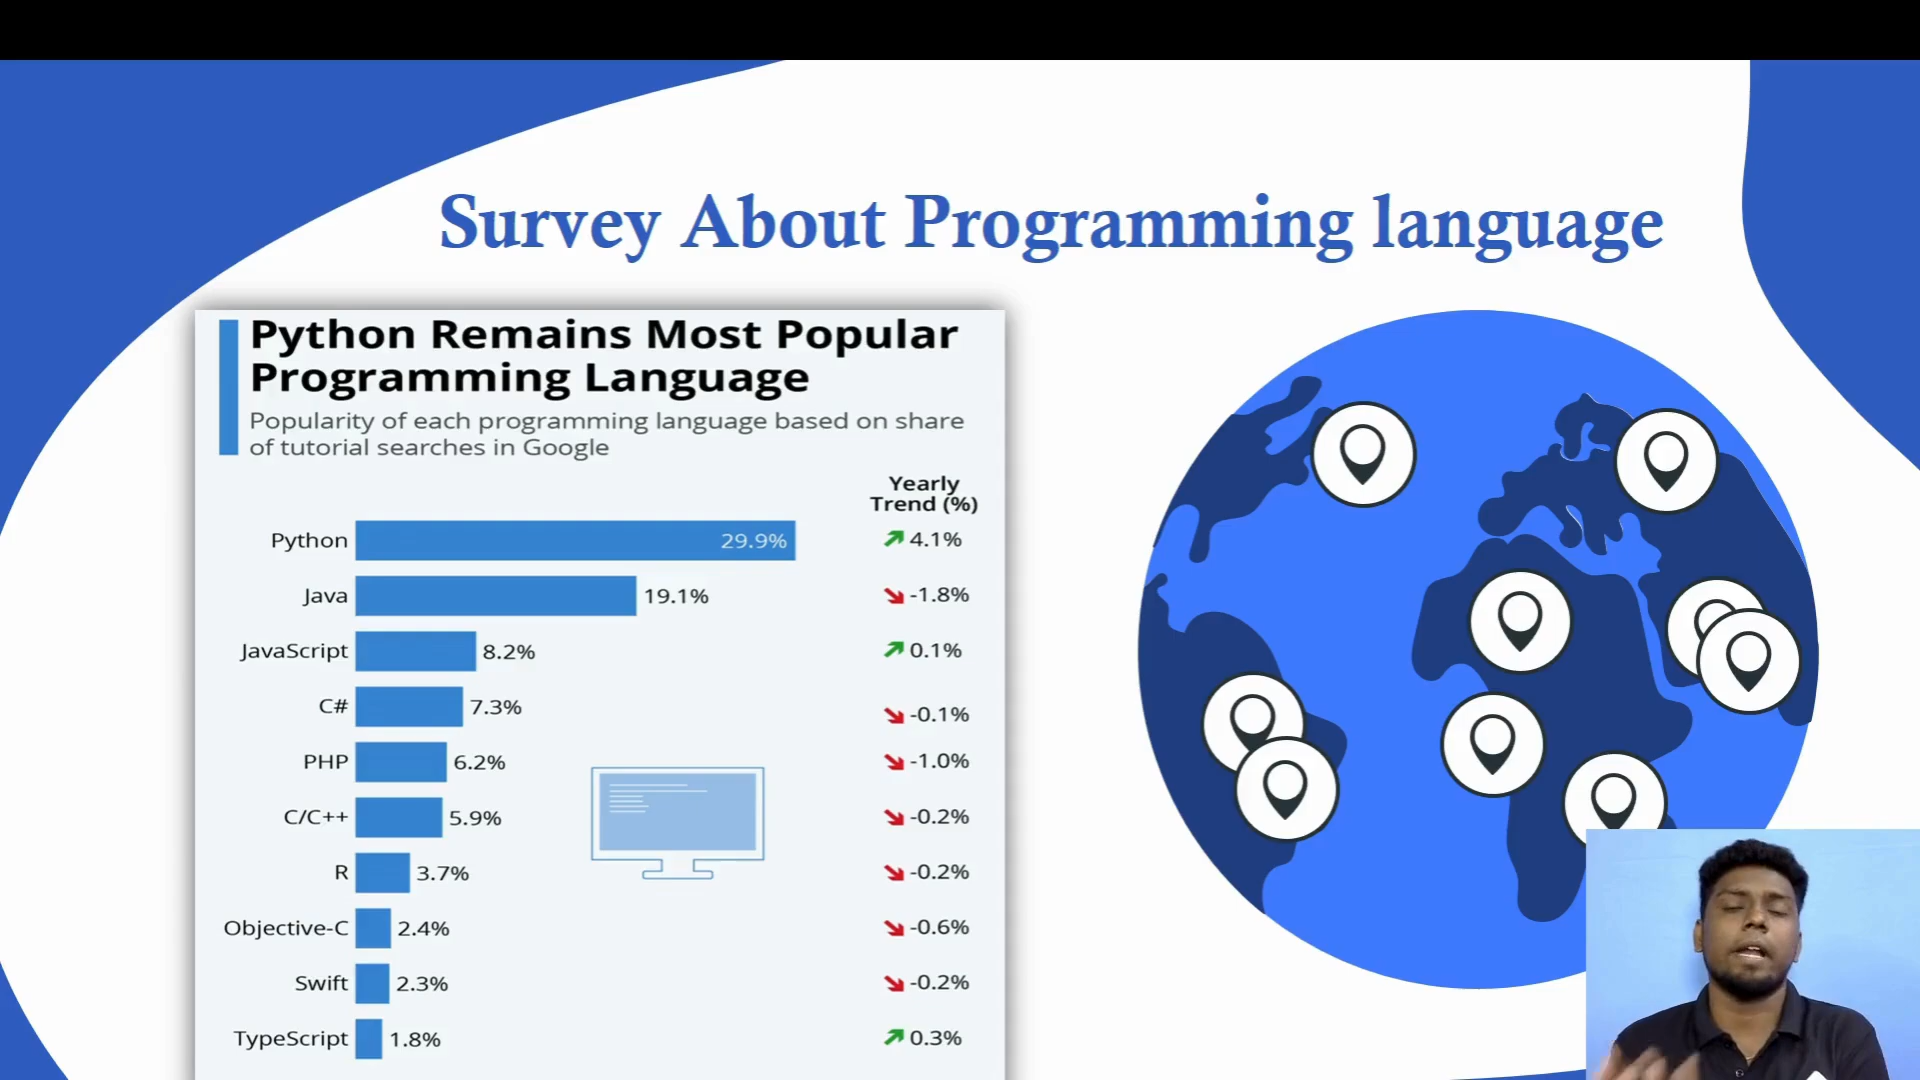 Survey About Programming language
Python Remains Most Popular
Programming Language
Popularity of each programming language based on share
of tutorial searches in Google
Yearly
Trend (%)
Python 29.9% 4.1%
Java 19.1% -1.8%
JavaScript 8.2% 0.1%
C# 7.3% -0.1%
PHP 6.2% -1.0%
C/C++ 5.9% -0.2%
R 3.7% -0.2%
Objective-C 2.4% -0.6%
Swift 2.3% -0.2%
TypeScript 1.8% 0.3%